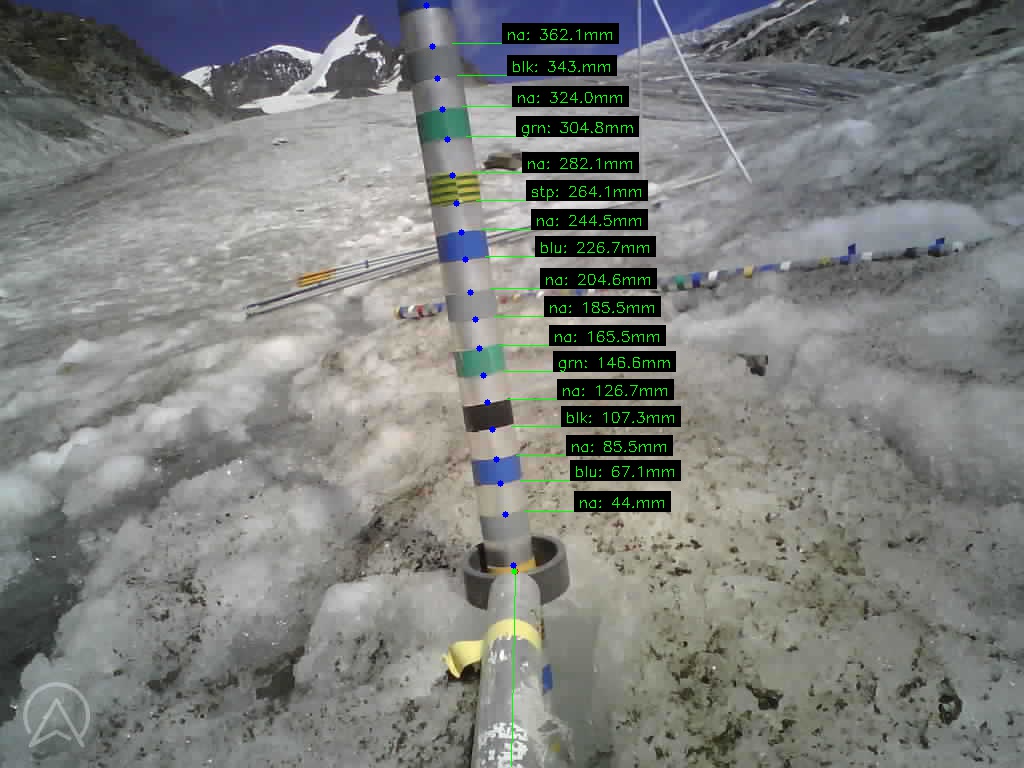 na: 362.1mm
blk: 343.mm
na: 324.0mm
grn: 304.8mm
na: 282.1mm
stp: 264.1mm
na: 244.5mm
blu: 226.7mm
na: 204.6mm
na: 185.5mm
na: 165.5mm
grn: 146.6mm
na: 126.7mm
blk: 107.3mm
na: 85.5mm
blu: 67.1mm
na: 44.mm